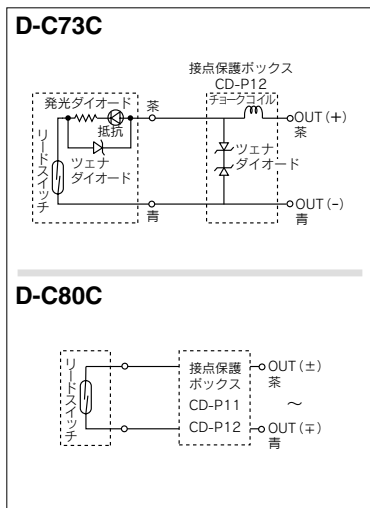 D-C73C
接点保護ボックス
CD-P12
発光ダイオード
茶
チョークコイル
OUT (+)
茶
抵抗
リードスイッチ
ツェナ
ダイオード
ツェナ
ダイオード
青
OUT (-)
青
D-C80C
リードスイッチ
接点保護
ボックス
CD-P11
CD-P12
OUT (±)
茶
～
OUT (∓)
青